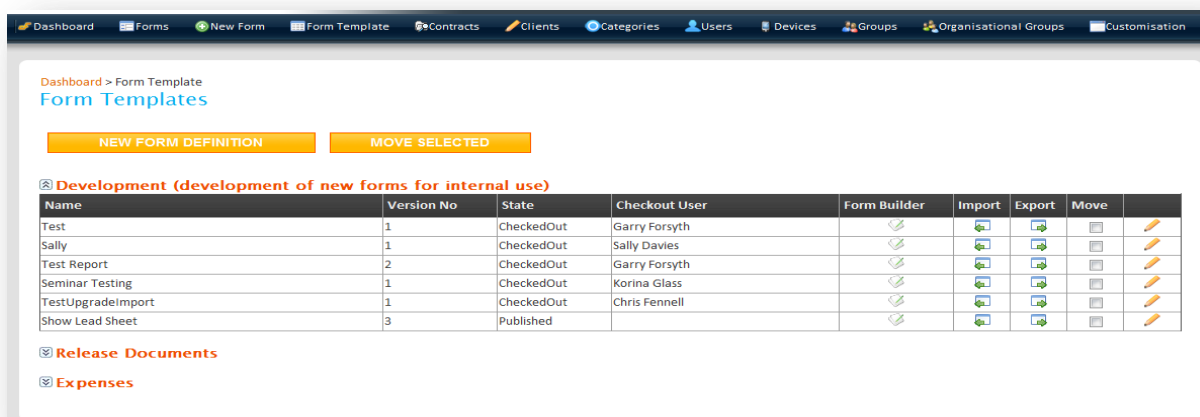 Dashboard Forms New Form Form Template Contracts Clients Categories Users Devices Groups Organisational Groups Customisation
Dashboard > Form Template
Form Templates
NEW FORM DEFINITION MOVE SELECTED
Development (development of new forms for internal use)
Name Version No State Checkout User Form Builder Import Export Move
Test 1 CheckedOut Garry Forsyth
Sally 1 CheckedOut Sally Davies
Test Report 2 CheckedOut Garry Forsyth
Seminar Testing 1 CheckedOut Korina Glass
TestUpgradeImport 1 CheckedOut Chris Fennell
Show Lead Sheet 3 Published
Release Documents
Expenses